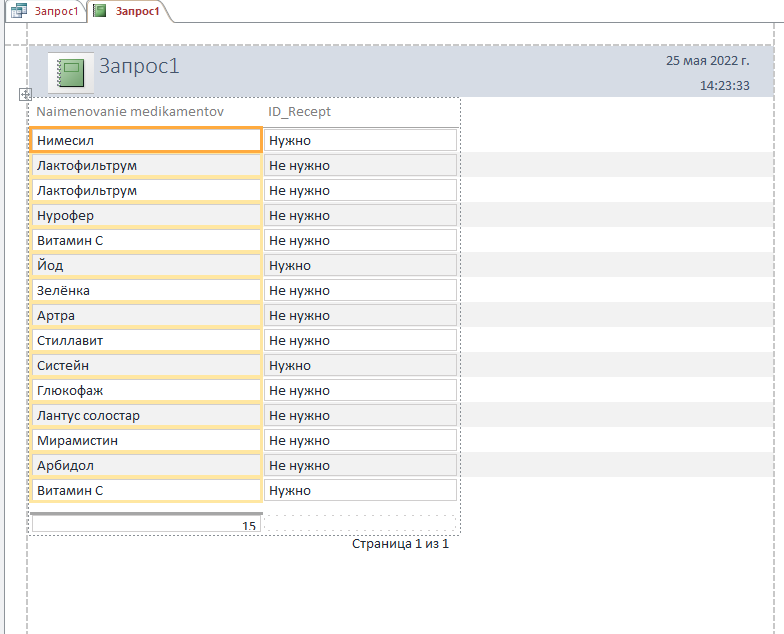 Запрос1 Запрос1
Запрос1
25 мая 2022 г.
14:23:33
Naimenovanie medikamentov ID_Recept
Нимесил Нужно
Лактофильтрум Не нужно
Лактофильтрум Не нужно
Нурофер Не нужно
Витамин С Не нужно
Йод Нужно
Зелёнка Не нужно
Артра Не нужно
Стиллавит Не нужно
Систейн Нужно
Глюкофаж Не нужно
Лантус солостар Не нужно
Мирамистин Не нужно
Арбидол Не нужно
Витамин С Нужно
15
Страница 1 из 1